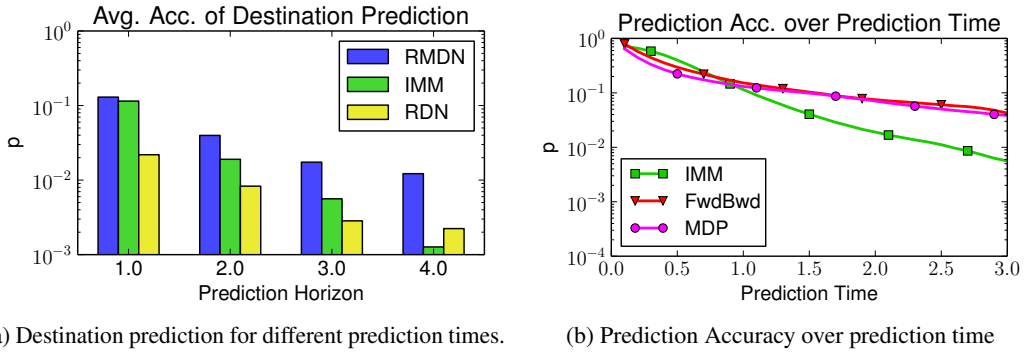 Avg. Acc. of Destination Prediction
10^0
10^{-1}
10^{-2}
10^{-3}
p
RMDN
IMM
RDN
1.0 2.0 3.0 4.0
Prediction Horizon
) Destination prediction for different prediction times.
Prediction Acc. over Prediction Time
10^0
10^{-1}
10^{-2}
10^{-3}
10^{-4}
p
IMM
FwdBwd
MDP
0.0 0.5 1.0 1.5 2.0 2.5 3.0
Prediction Time
(b) Prediction Accuracy over prediction time